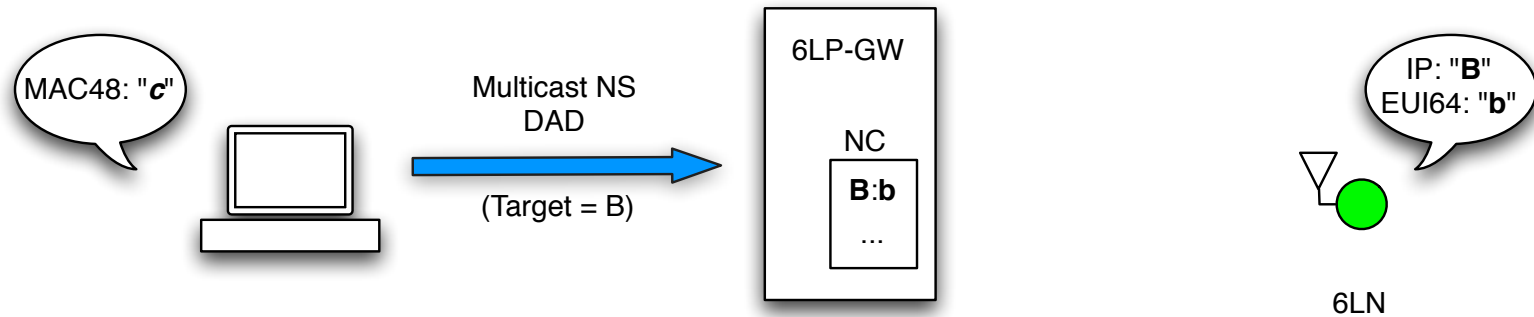 MAC48: "c"
Multicast NS
DAD
(Target = B)
6LP-GW
NC
B:b
...
IP: "B"
EUI64: "b"
6LN